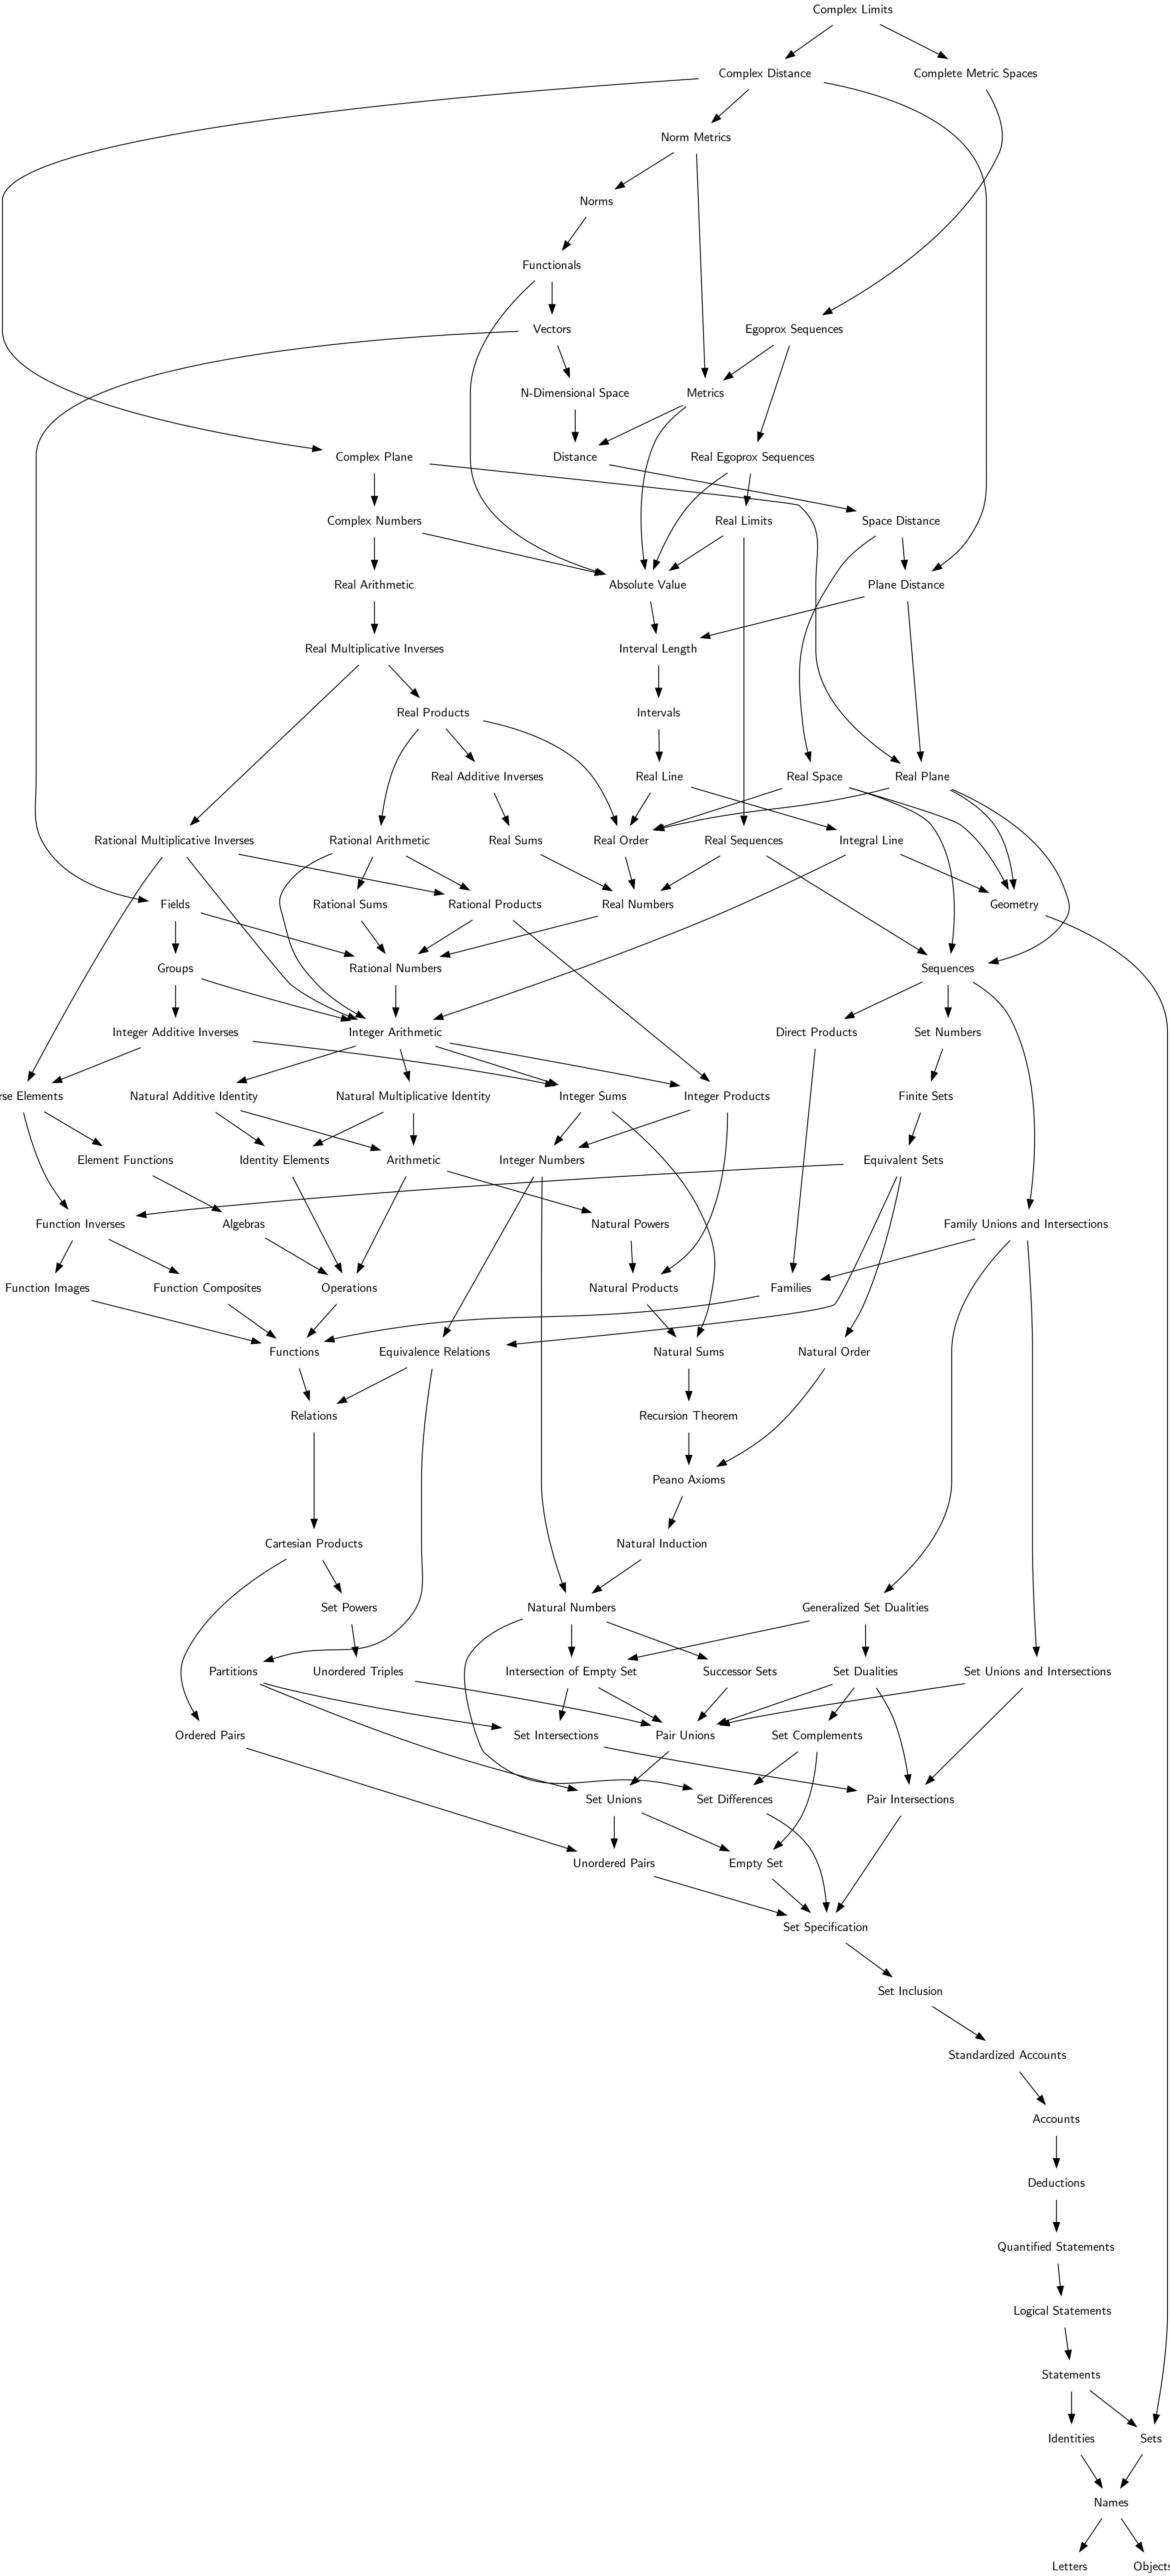 Complex Limits
Complex Distance
Complete Metric Spaces
Norm Metrics
Norms
Functionals
Vectors
Egoprox Sequences
N-Dimensional Space
Metrics
Complex Plane
Distance
Real Egoprox Sequences
Complex Numbers
Real Limits
Space Distance
Real Arithmetic
Absolute Value
Plane Distance
Real Multiplicative Inverses
Interval Length
Real Products
Intervals
Real Additive Inverses
Real Line
Real Space
Real Plane
Rational Multiplicative Inverses
Rational Arithmetic
Real Sums
Real Order
Real Sequences
Integral Line
Fields
Rational Sums
Rational Products
Real Numbers
Geometry
Groups
Rational Numbers
Sequences
Integer Additive Inverses
Integer Arithmetic
Direct Products
Set Numbers
rse Elements
Natural Additive Identity
Natural Multiplicative Identity
Integer Sums
Integer Products
Finite Sets
Element Functions
Identity Elements
Arithmetic
Integer Numbers
Equivalent Sets
Function Inverses
Algebras
Natural Powers
Family Unions and Intersections
Function Images
Function Composites
Operations
Natural Products
Families
Functions
Equivalence Relations
Natural Sums
Natural Order
Relations
Recursion Theorem
Peano Axioms
Cartesian Products
Natural Induction
Set Powers
Natural Numbers
Generalized Set Dualities
Partitions
Unordered Triples
Intersection of Empty Set
Successor Sets
Set Dualities
Set Unions and Intersections
Ordered Pairs
Set Intersections
Pair Unions
Set Complements
Set Unions
Set Differences
Pair Intersections
Unordered Pairs
Empty Set
Set Specification
Set Inclusion
Standardized Accounts
Accounts
Deductions
Quantified Statements
Logical Statements
Statements
Identities
Sets
Names
Letters
Objects